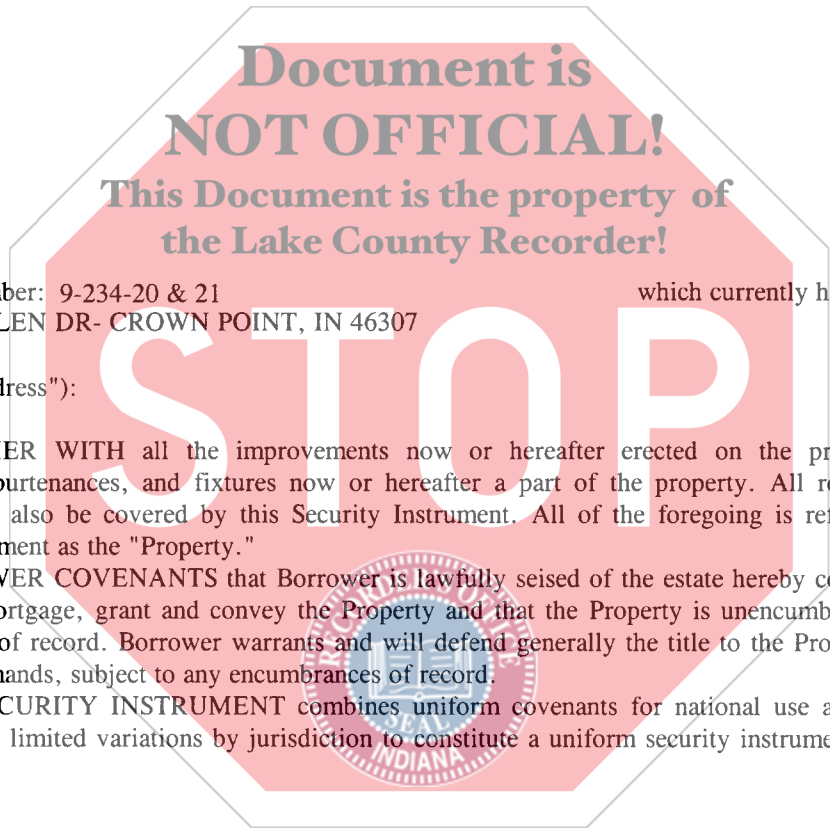 Document is
NOT OFFICIAL!
This Document is the property of
the Lake County Recorder!
ber: 9-234-20 & 21 which currently h
LEN DR- CROWN POINT, IN 46307
STOP
dress"):
ER WITH all the improvements now or hereafter erected on the pr
purtenances, and fixtures now or hereafter a part of the property. All r
also be covered by this Security Instrument. All of the foregoing is ref
ment as the "Property."
VER COVENANTS that Borrower is lawfully seised of the estate hereby c
ortgage, grant and convey the Property and that the Property is unencumb
of record. Borrower warrants and will defend generally the title to the Pro
nands, subject to any encumbrances of record.
CURITY INSTRUMENT combines uniform covenants for national use a
limited variations by jurisdiction to constitute a uniform security instrume
RECORDER'S OFFICE
SEAL
INDIANA